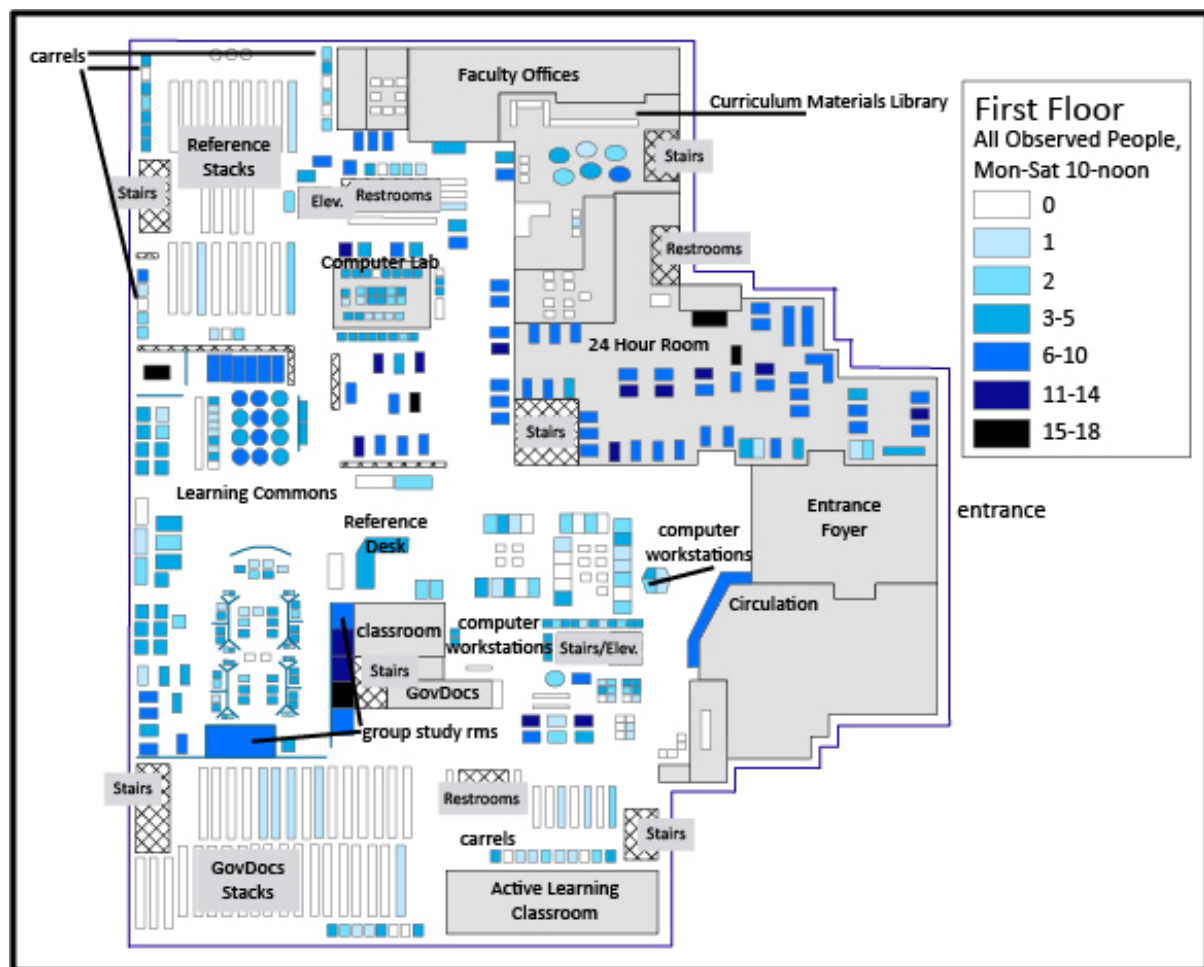 carrels
Faculty Offices
Curriculum Materials Library
First Floor
All Observed People,
Mon-Sat 10-noon
0
1
2
3-5
6-10
11-14
15-18
Reference
Stacks
Stairs
Stairs
Elev.
Restrooms
Restrooms
Computer Lab
24 Hour Room
Stairs
Learning Commons
Entrance
Foyer
entrance
Reference
Desk
computer
workstations
Circulation
classroom
computer
workstations
Stairs/Elev.
Stairs
GovDocs
group study rms
Stairs
Restrooms
Stairs
carrels
GovDocs
Stacks
Active Learning
Classroom